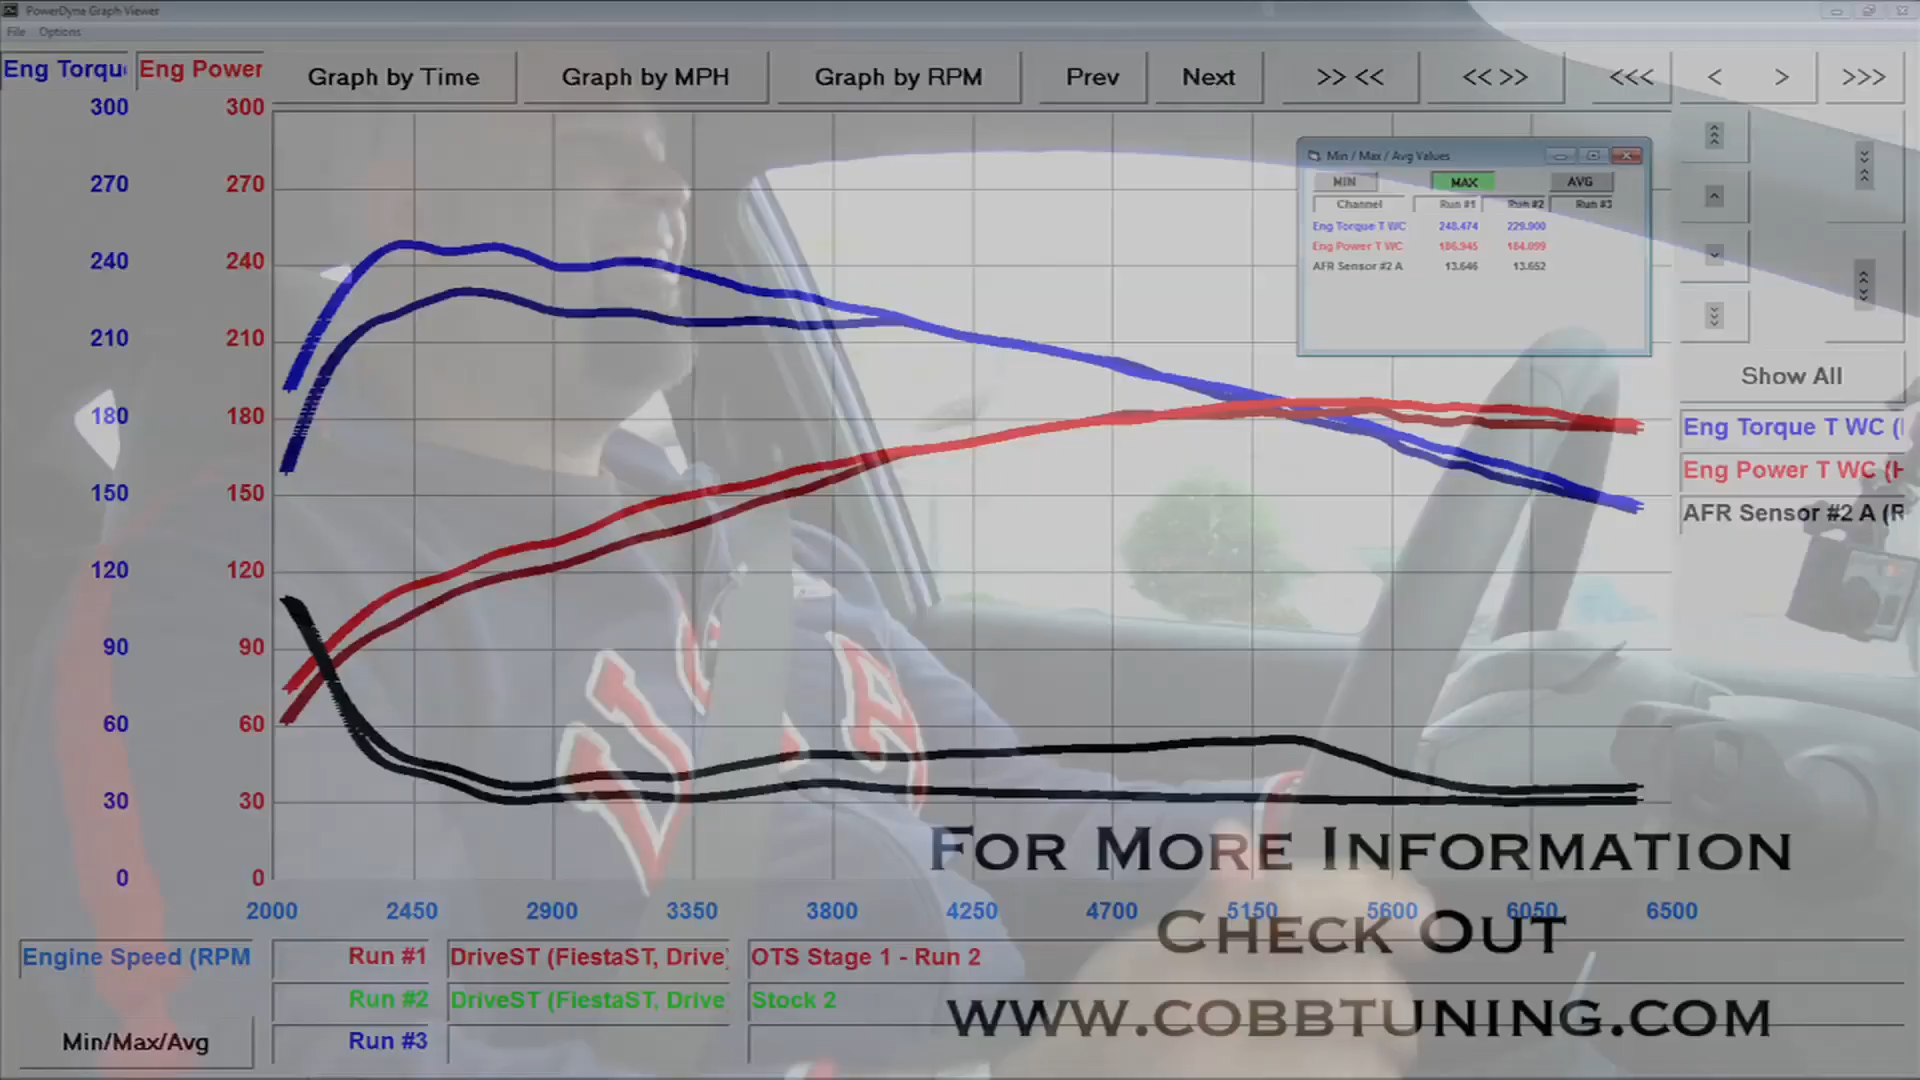 PowerDyne Graph Viewer
File Options
Eng Torqu Eng Power Graph by Time Graph by MPH Graph by RPM Prev Next >> << << >> <<< < > >>>
300 300
270 270
240 240
210 210
180 180
150 150
120 120
90 90
60 60
30 30
0 0
Min / Max / Avg Values
MIN MAX AVG
Channel Run #1 Run #2 Run #3
Eng Torque T WC 248.474 229.900
Eng Power T WC 186.945 184.099
AFR Sensor #2 A 13.646 13.652
Show All
Eng Torque T WC (
Eng Power T WC (H
AFR Sensor #2 A (R
2000 2450 2900 3350 3800 4250 4700 5150 5600 6050 6500
Engine Speed (RPM Run #1 DriveST (FiestaST, Drive) OTS Stage 1 - Run 2
Run #2 DriveST (FiestaST, Drive Stock 2
Min/Max/Avg Run #3
For More Information
Check Out
www.cobbtuning.com